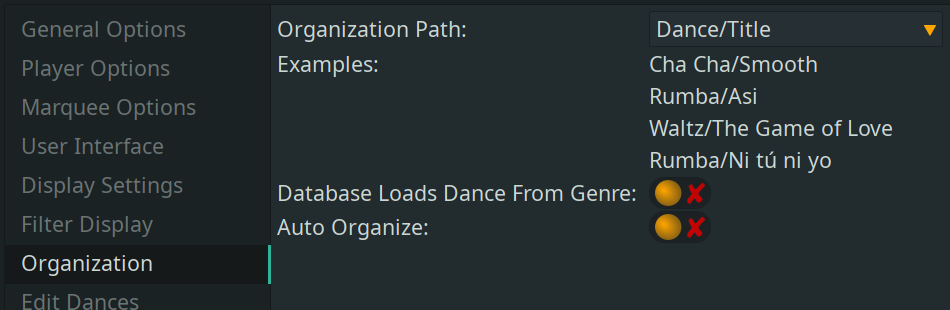 General Options
Player Options
Marquee Options
User Interface
Display Settings
Filter Display
Organization
Edit Dances
Organization Path: Dance/Title
Examples: Cha Cha/Smooth
Rumba/Asi
Waltz/The Game of Love
Rumba/Ni tú ni yo
Database Loads Dance From Genre:
Auto Organize: